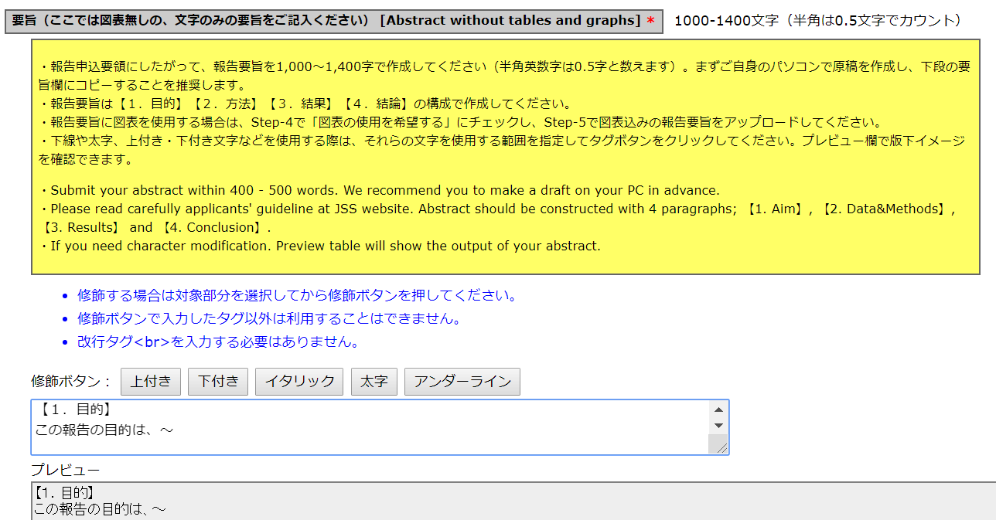 要旨（ここでは図表無しの、文字のみの要旨をご記入ください） [Abstract without tables and graphs] * 1000-1400文字（半角は0.5文字でカウント）
・報告申込要領にしたがって、報告要旨を1,000～1,400字で作成してください（半角英数字は0.5字と数えます）。まずご自身のパソコンで原稿を作成し、下段の要
旨欄にコピーすることを推奨します。
・報告要旨は【１．目的】【２．方法】【３．結果】【４．結論】の構成で作成してください。
・報告要旨に図表を使用する場合は、Step-4で「図表の使用を希望する」にチェックし、Step-5で図表込みの報告要旨をアップロードしてください。
・下線や太字、上付き・下付き文字などを使用する際は、それらの文字を使用する範囲を指定してタグボタンをクリックしてください。プレビュー欄で版下イメージ
を確認できます。
・Submit your abstract within 400 - 500 words. We recommend you to make a draft on your PC in advance.
・Please read carefully applicants' guideline at JSS website. Abstract should be constructed with 4 paragraphs; 【1. Aim】, 【2. Data&Methods】,
【3. Results】 and 【4. Conclusion】.
・If you need character modification. Preview table will show the output of your abstract.
• 修飾する場合は対象部分を選択してから修飾ボタンを押してください。
• 修飾ボタンで入力したタグ以外は利用することはできません。
• 改行タグ<br>を入力する必要はありません。
修飾ボタン： 上付き 下付き イタリック 太字 アンダーライン
【１．目的】
この報告の目的は、～
プレビュー
【1. 目的】
この報告の目的は、～